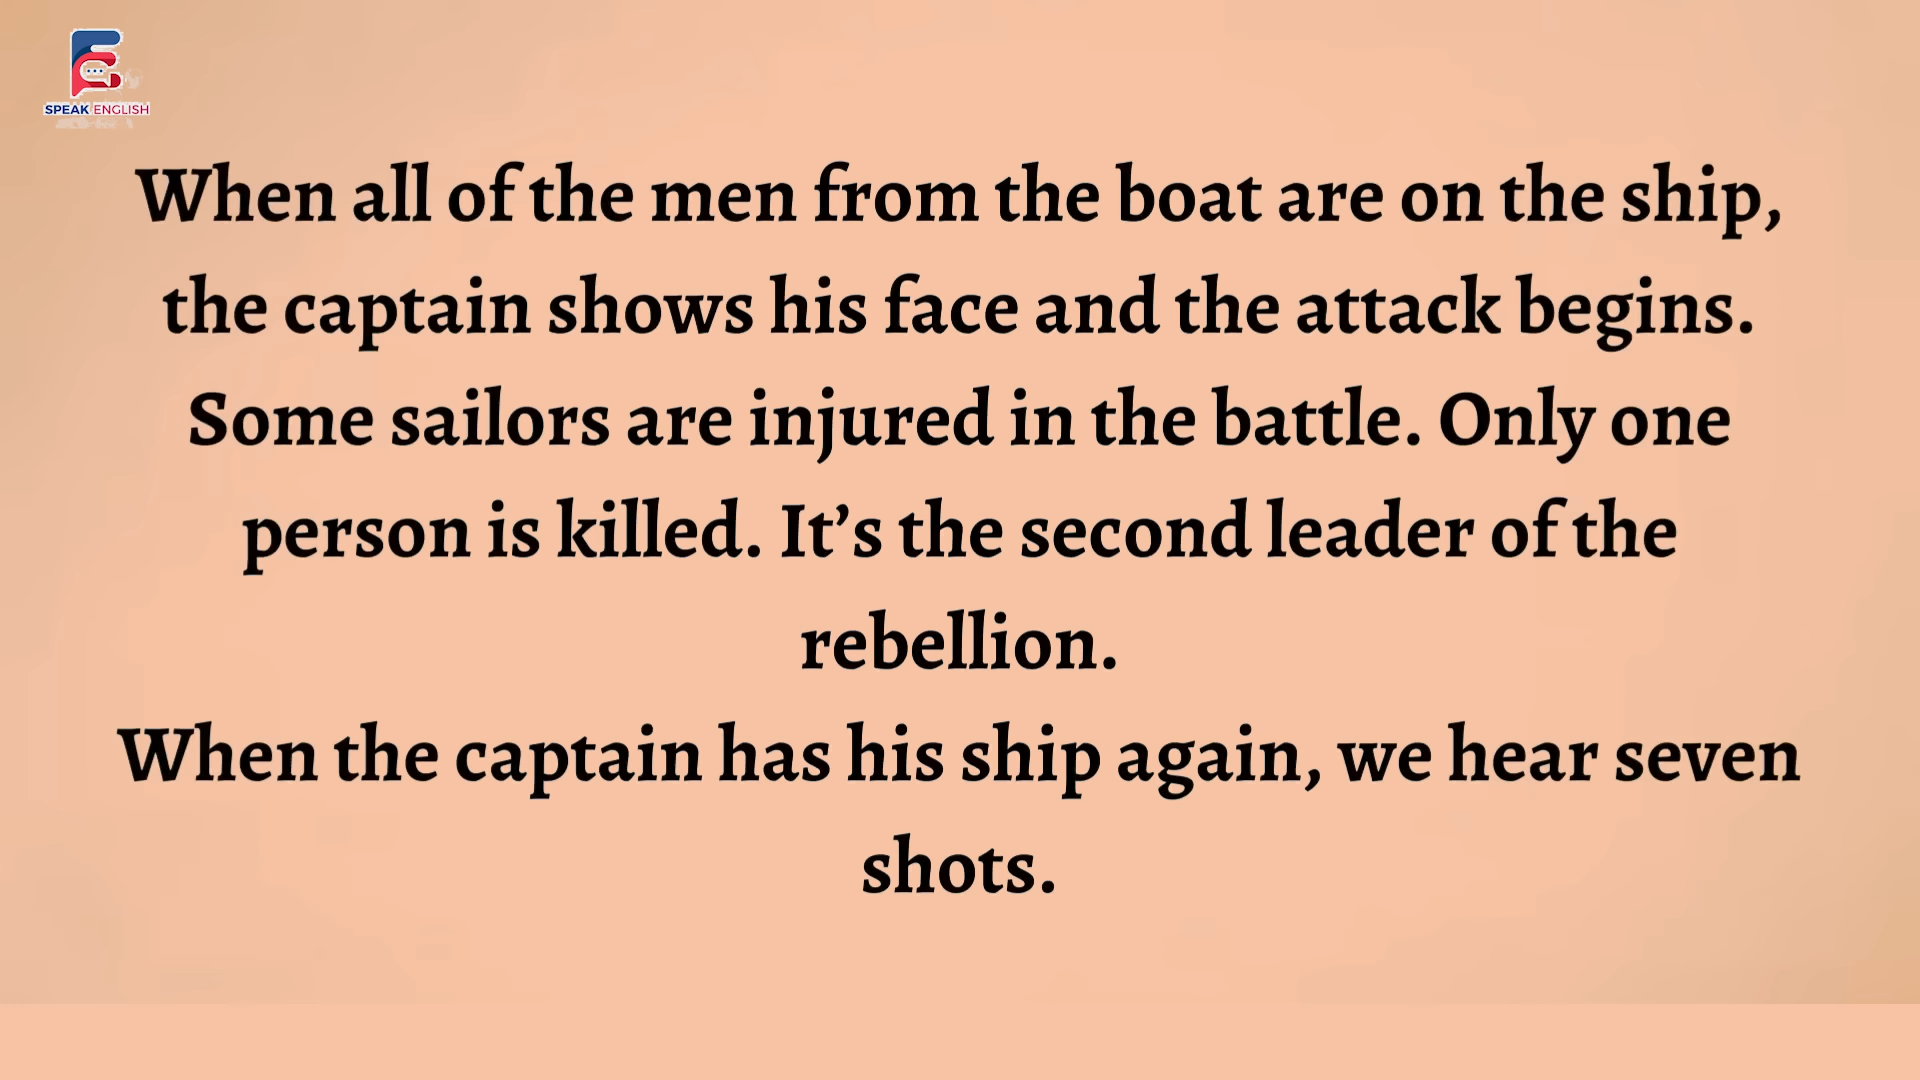 SPEAK ENGLISH
When all of the men from the boat are on the ship,
the captain shows his face and the attack begins.
Some sailors are injured in the battle. Only one
person is killed. It’s the second leader of the
rebellion.
When the captain has his ship again, we hear seven
shots.